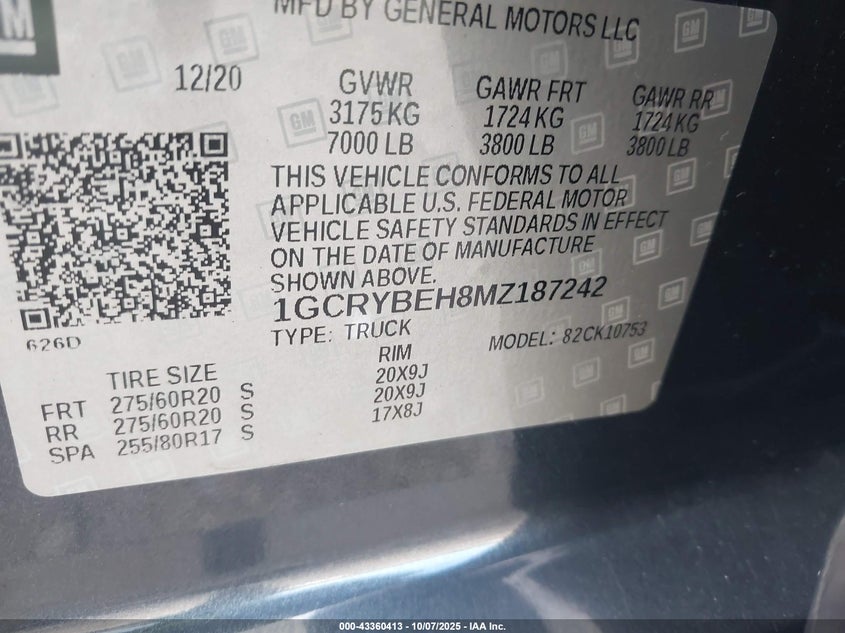 GM
MFD BY GENERAL MOTORS LLC
12/20
GVWR GAWR FRT GAWR RR
3175 KG 1724 KG 1724 KG
7000 LB 3800 LB 3800 LB
THIS VEHICLE CONFORMS TO ALL
APPLICABLE U.S. FEDERAL MOTOR
VEHICLE SAFETY STANDARDS IN EFFECT
ON THE DATE OF MANUFACTURE
SHOWN ABOVE.
1GCRYBEH8MZ187242
TYPE: TRUCK MODEL: 82CK10753
626D
TIRE SIZE RIM
FRT 275/60R20 S 20X9J
RR 275/60R20 S 20X9J
SPA 255/80R17 S 17X8J
000-43360413 - 10/07/2025 - IAA Inc.